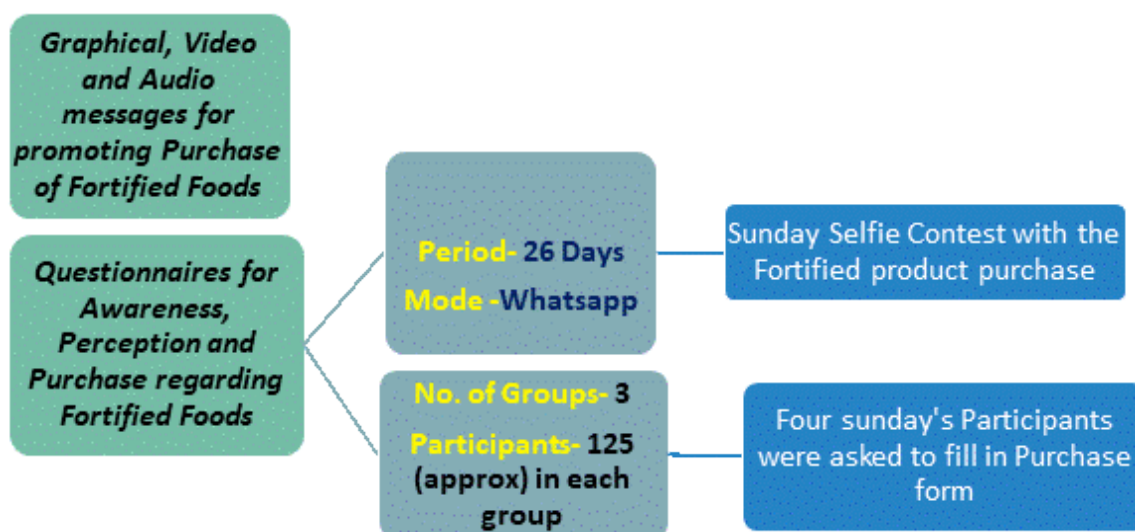 Graphical, Video
and Audio
messages for
promoting Purchase
of Fortified Foods
Questionnaires for
Awareness,
Perception and
Purchase regarding
Fortified Foods
Period- 26 Days
Mode -Whatsapp
No. of Groups- 3
Participants- 125
(approx) in each
group
Sunday Selfie Contest with the
Fortified product purchase
Four sunday's Participants
were asked to fill in Purchase
form